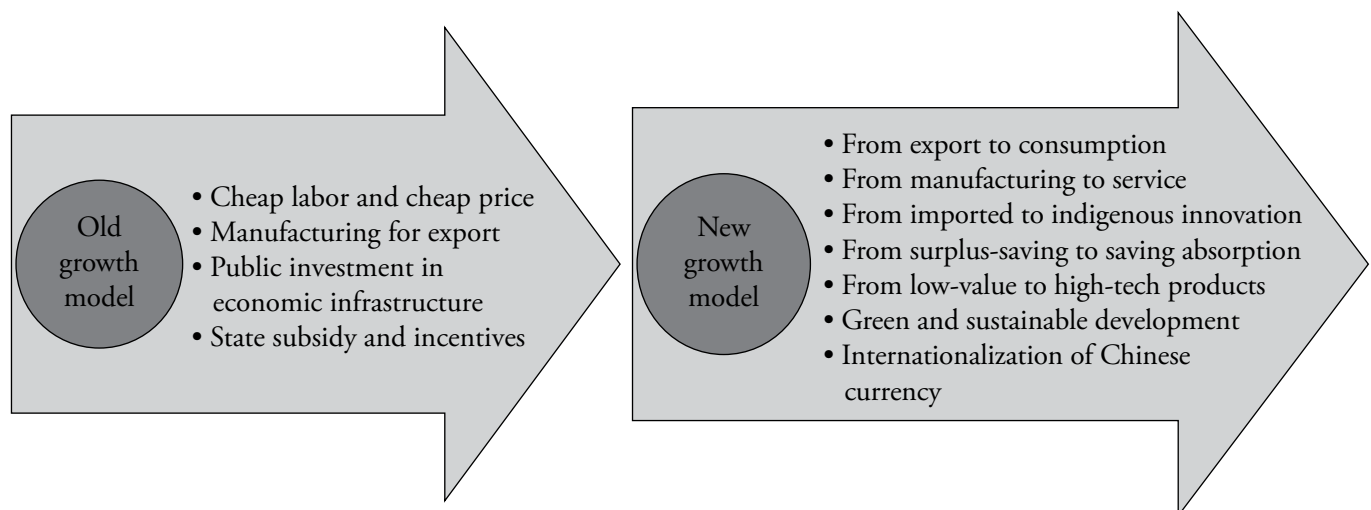 Old
growth
model
• Cheap labor and cheap price
• Manufacturing for export
• Public investment in
economic infrastructure
• State subsidy and incentives
New
growth
model
• From export to consumption
• From manufacturing to service
• From imported to indigenous innovation
• From surplus-saving to saving absorption
• From low-value to high-tech products
• Green and sustainable development
• Internationalization of Chinese
currency